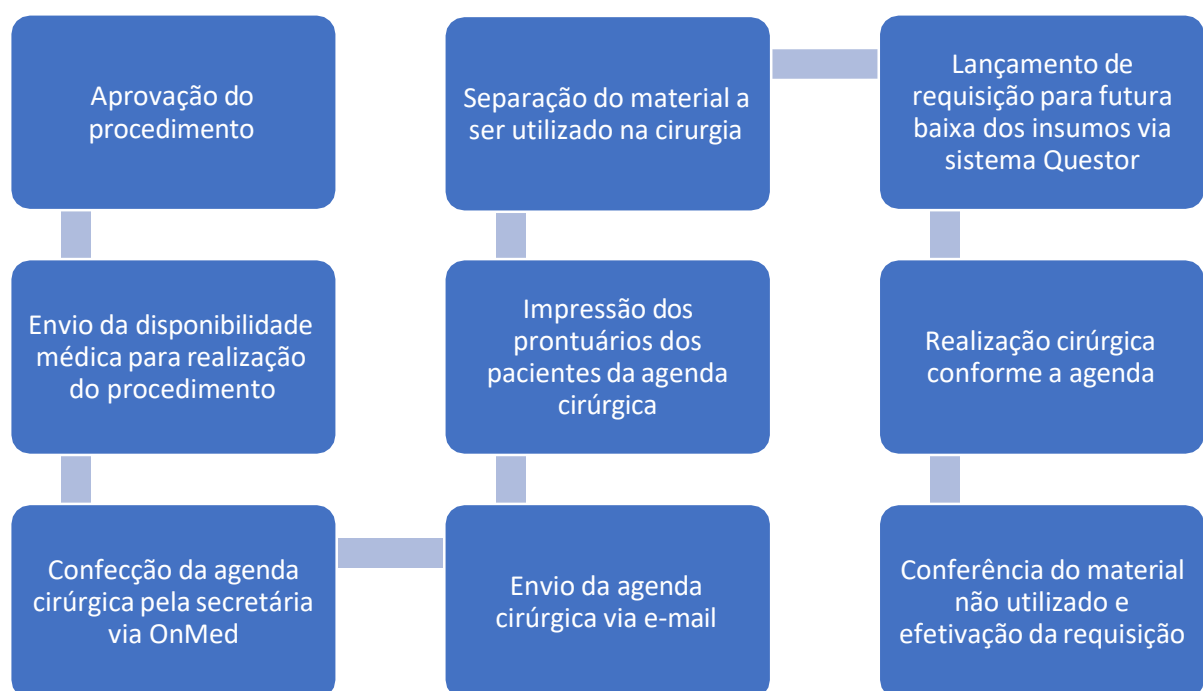 Aprovação do
procedimento
Envio da disponibilidade
médica para realização
do procedimento
Confecção da agenda
cirúrgica pela secretária
via OnMed
Envio da agenda
cirúrgica via e-mail
Impressão dos
prontuários dos
pacientes da agenda
cirúrgica
Separação do material a
ser utilizado na cirurgia
Lançamento de
requisição para futura
baixa dos insumos via
sistema Questor
Realização cirúrgica
conforme a agenda
Conferência do material
não utilizado e
efetivação da requisição